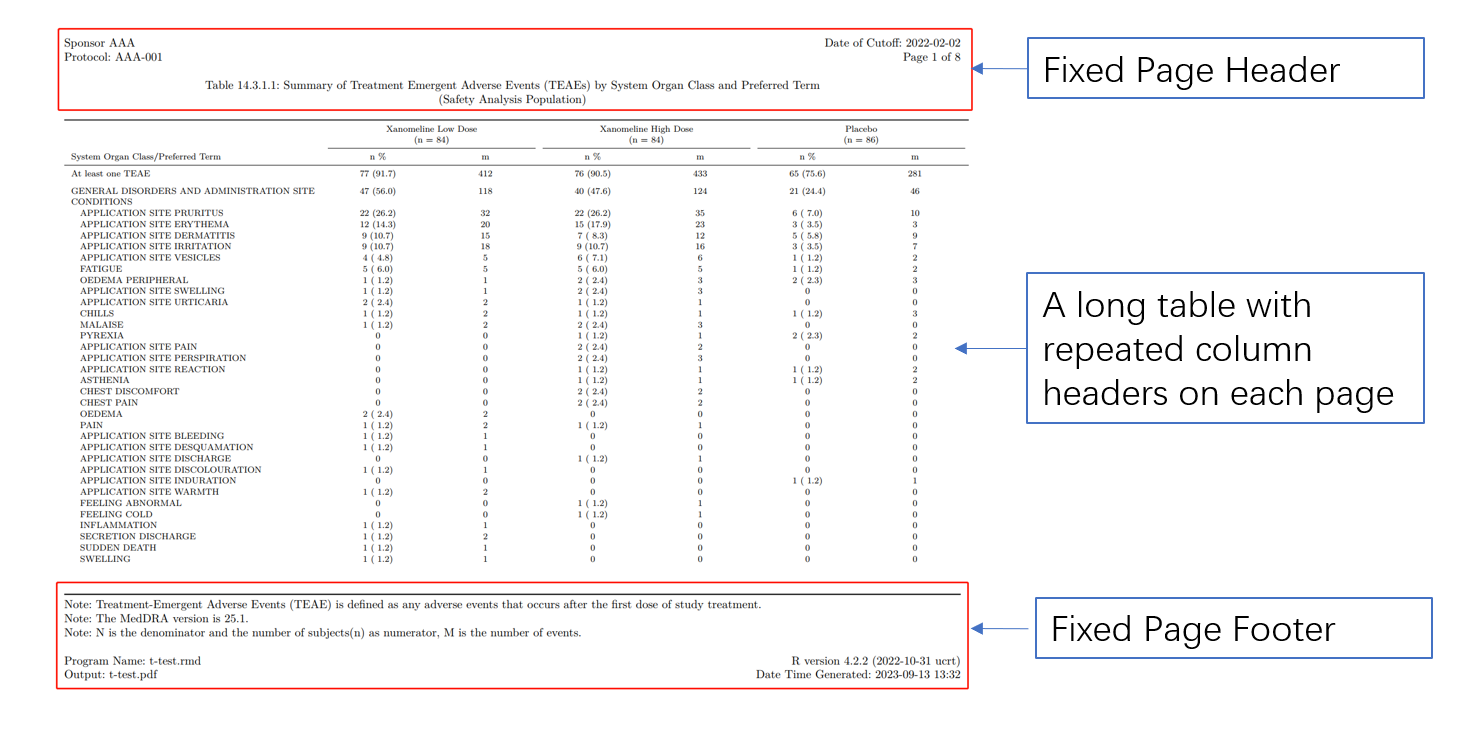 Sponsor AAA Date of Cutoff: 2022-02-02
Protocol: AAA-001 Page 1 of 8
Table 14.3.1.1: Summary of Treatment Emergent Adverse Events (TEAEs) by System Organ Class and Preferred Term
(Safety Analysis Population)
Fixed Page Header
Xanomeline Low Dose Xanomeline High Dose Placebo
(n = 84) (n = 84) (n = 86)
System Organ Class/Preferred Term n % m n % m n % m
At least one TEAE 77 (91.7) 412 76 (90.5) 433 65 (75.6) 281
GENERAL DISORDERS AND ADMINISTRATION SITE 47 (56.0) 118 40 (47.6) 124 21 (24.4) 46
CONDITIONS
APPLICATION SITE PRURITUS 22 (26.2) 32 22 (26.2) 35 6 ( 7.0) 10
APPLICATION SITE ERYTHEMA 12 (14.3) 20 15 (17.9) 23 3 ( 3.5) 3
APPLICATION SITE DERMATITIS 9 (10.7) 15 7 ( 8.3) 12 5 ( 5.8) 9
APPLICATION SITE IRRITATION 9 (10.7) 18 9 (10.7) 16 3 ( 3.5) 7
APPLICATION SITE VESICLES 4 ( 4.8) 5 6 ( 7.1) 6 1 ( 1.2) 2
FATIGUE 5 ( 6.0) 5 5 ( 6.0) 5 1 ( 1.2) 2
OEDEMA PERIPHERAL 1 ( 1.2) 1 2 ( 2.4) 3 2 ( 2.3) 3
APPLICATION SITE SWELLING 1 ( 1.2) 1 2 ( 2.4) 3 0 0
APPLICATION SITE URTICARIA 2 ( 2.4) 2 1 ( 1.2) 1 0 0
CHILLS 1 ( 1.2) 2 1 ( 1.2) 1 1 ( 1.2) 3
MALAISE 1 ( 1.2) 2 2 ( 2.4) 3 0 0
PYREXIA 0 0 1 ( 1.2) 1 2 ( 2.3) 2
APPLICATION SITE PAIN 0 0 2 ( 2.4) 2 0 0
APPLICATION SITE PERSPIRATION 0 0 2 ( 2.4) 3 0 0
APPLICATION SITE REACTION 0 0 1 ( 1.2) 1 1 ( 1.2) 2
ASTHENIA 0 0 1 ( 1.2) 1 1 ( 1.2) 2
CHEST DISCOMFORT 0 0 2 ( 2.4) 2 0 0
CHEST PAIN 0 0 2 ( 2.4) 2 0 0
OEDEMA 2 ( 2.4) 2 0 0 0 0
PAIN 1 ( 1.2) 2 1 ( 1.2) 1 0 0
APPLICATION SITE BLEEDING 1 ( 1.2) 1 0 0 0 0
APPLICATION SITE DESQUAMATION 1 ( 1.2) 1 0 0 0 0
APPLICATION SITE DISCHARGE 0 0 1 ( 1.2) 1 0 0
APPLICATION SITE DISCOLOURATION 1 ( 1.2) 1 0 0 0 0
APPLICATION SITE INDURATION 0 0 0 0 1 ( 1.2) 1
APPLICATION SITE WARMTH 1 ( 1.2) 2 0 0 0 0
FEELING ABNORMAL 0 0 1 ( 1.2) 1 0 0
FEELING COLD 0 0 1 ( 1.2) 1 0 0
INFLAMMATION 1 ( 1.2) 1 0 0 0 0
SECRETION DISCHARGE 1 ( 1.2) 2 0 0 0 0
SUDDEN DEATH 1 ( 1.2) 1 0 0 0 0
SWELLING 1 ( 1.2) 1 0 0 0 0
A long table with
repeated column
headers on each page
Note: Treatment-Emergent Adverse Events (TEAE) is defined as any adverse events that occurs after the first dose of study treatment.
Note: The MedDRA version is 25.1.
Note: N is the denominator and the number of subjects(n) as numerator, M is the number of events.
Program Name: t-test.rmd R version 4.2.2 (2022-10-31 ucrt)
Output: t-test.pdf Date Time Generated: 2023-09-13 13:32
Fixed Page Footer